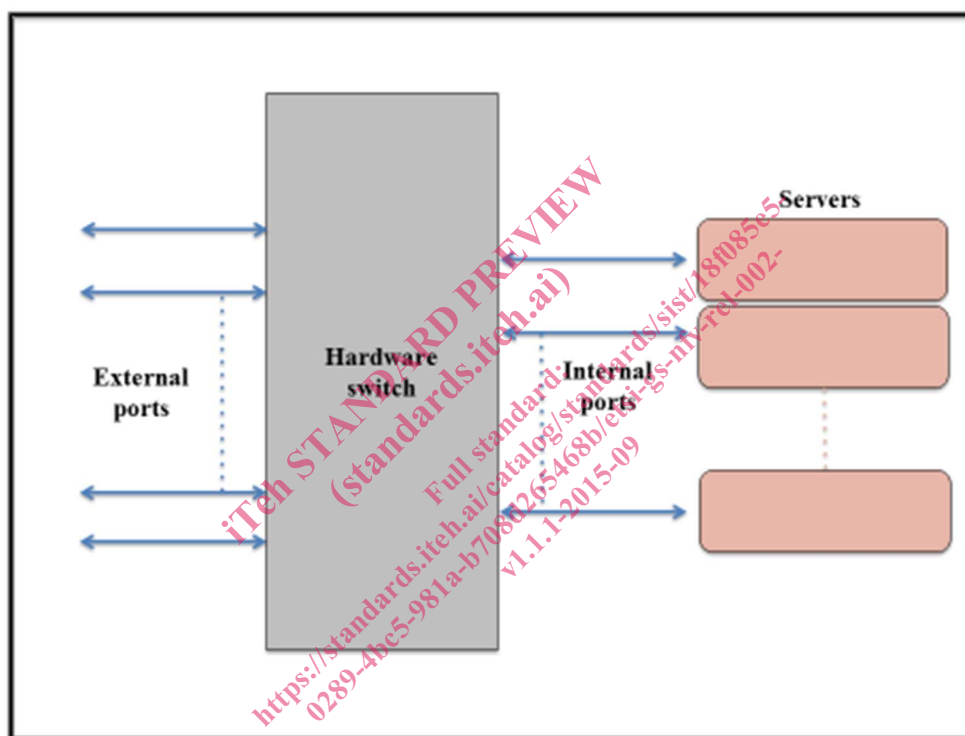 Servers
Hardware
switch
External
ports
Internal
ports
iTeh STANDARD PREVIEW
(standards.iteh.ai)
Full standard:
https://standards.iteh.ai/catalog/standards/sist/18f085e5-
0289-4bc5-981a-b708d265468b/etsi-gs-nfv-rel-002-
v1.1.1-2015-09